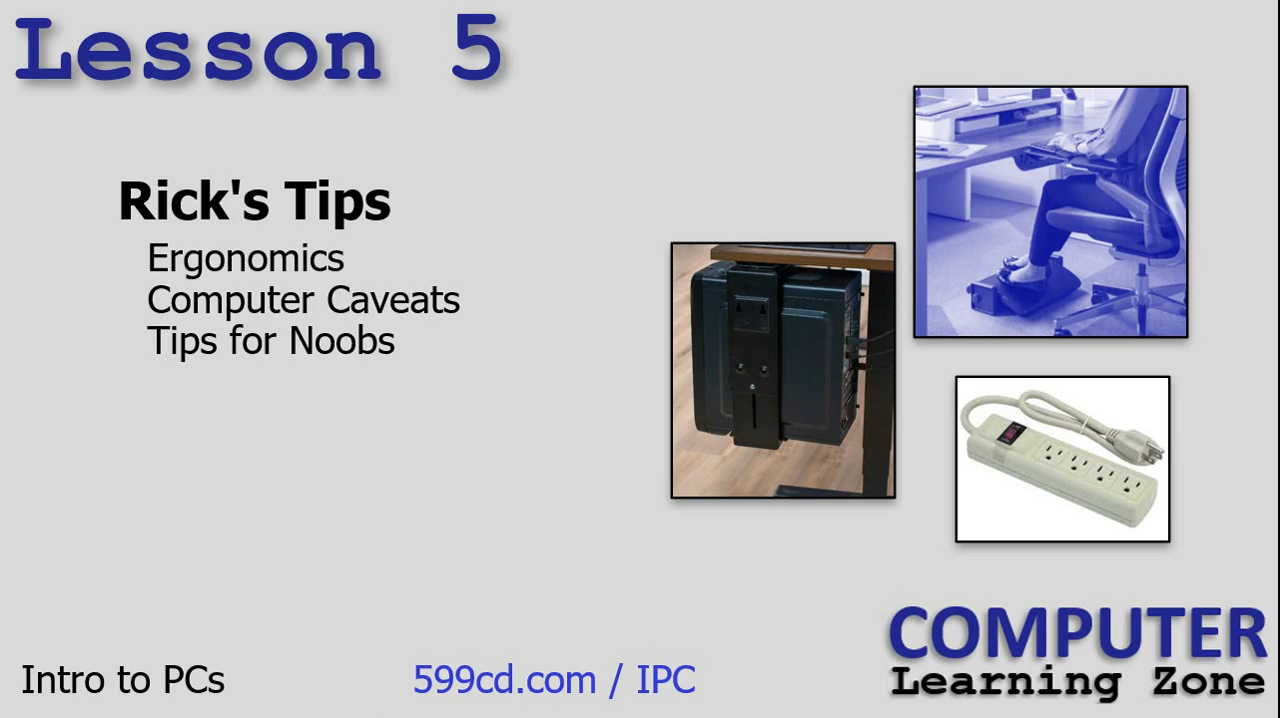 Lesson 5
Rick's Tips
Ergonomics
Computer Caveats
Tips for Noobs
COMPUTER
Learning Zone
Intro to PCs
599cd.com / IPC